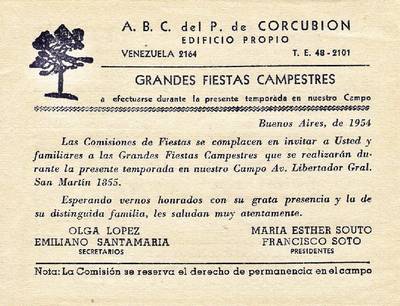 A. B. C. del P. de CORCUBION
EDIFICIO PROPIO
VENEZUELA 2164 T. E. 48 - 2101
GRANDES FIESTAS CAMPESTRES
a efectuarse durante la presente temporada en nuestro Campo
Buenos Aires, de 1954
Las Comisiones de Fiestas se complacen en invitar a Usted y
familiares a las Grandes Fiestas Campestres que se realizarán du-
rante la presente temporada en nuestro Campo Av. Libertador Gral.
San Martín 1855.
Esperando vernos honrados con su grata presencia y la de
su distinguida familia, les saludan muy atentamente.
OLGA LOPEZ MARIA ESTHER SOUTO
EMILIANO SANTAMARIA FRANCISCO SOTO
SECRETARIOS PRESIDENTES
Nota: La Comisión se reserva el derecho de permanencia en el campo